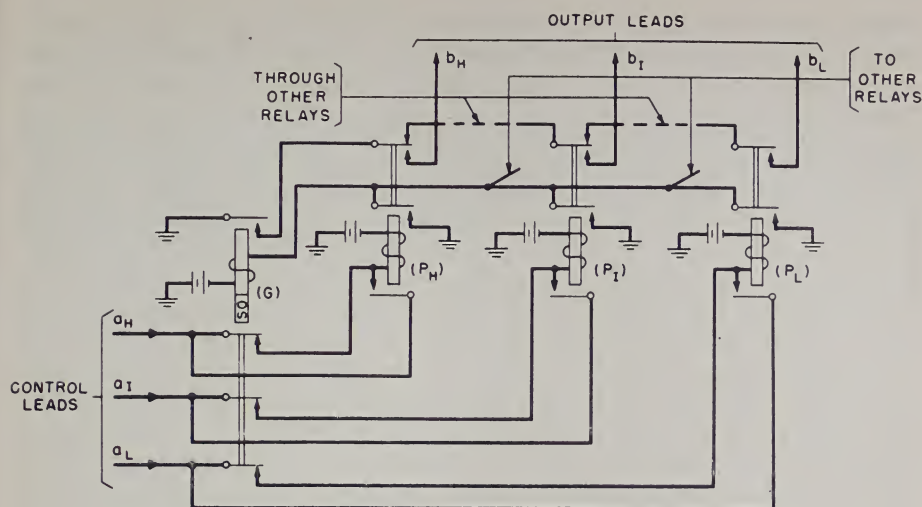 OUTPUT LEADS
b_H
b_I
b_L
THROUGH
OTHER
RELAYS
TO
OTHER
RELAYS
(P_H)
(P_I)
(P_L)
(G)
SO
CONTROL
LEADS
a_H
a_I
a_L